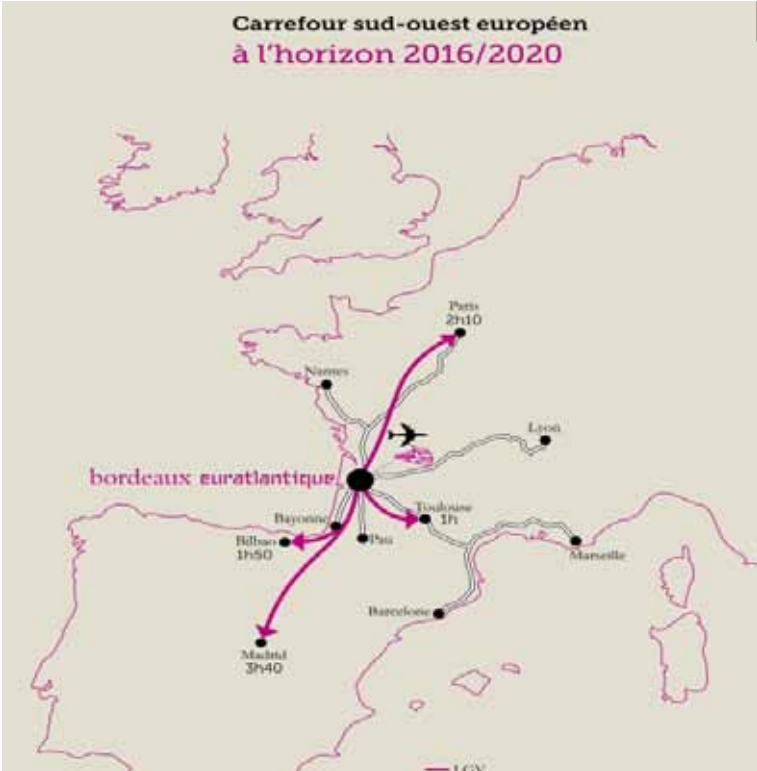 Carrefour sud-ouest européen
à l'horizon 2016/2020
Paris
2h10
Nantes
Lyon
bordeaux euratlantique
Toulouse
1h
Bayonne
Bilbao
1h50
Pau
Marseille
Barcelone
Madrid
3h40
LGV